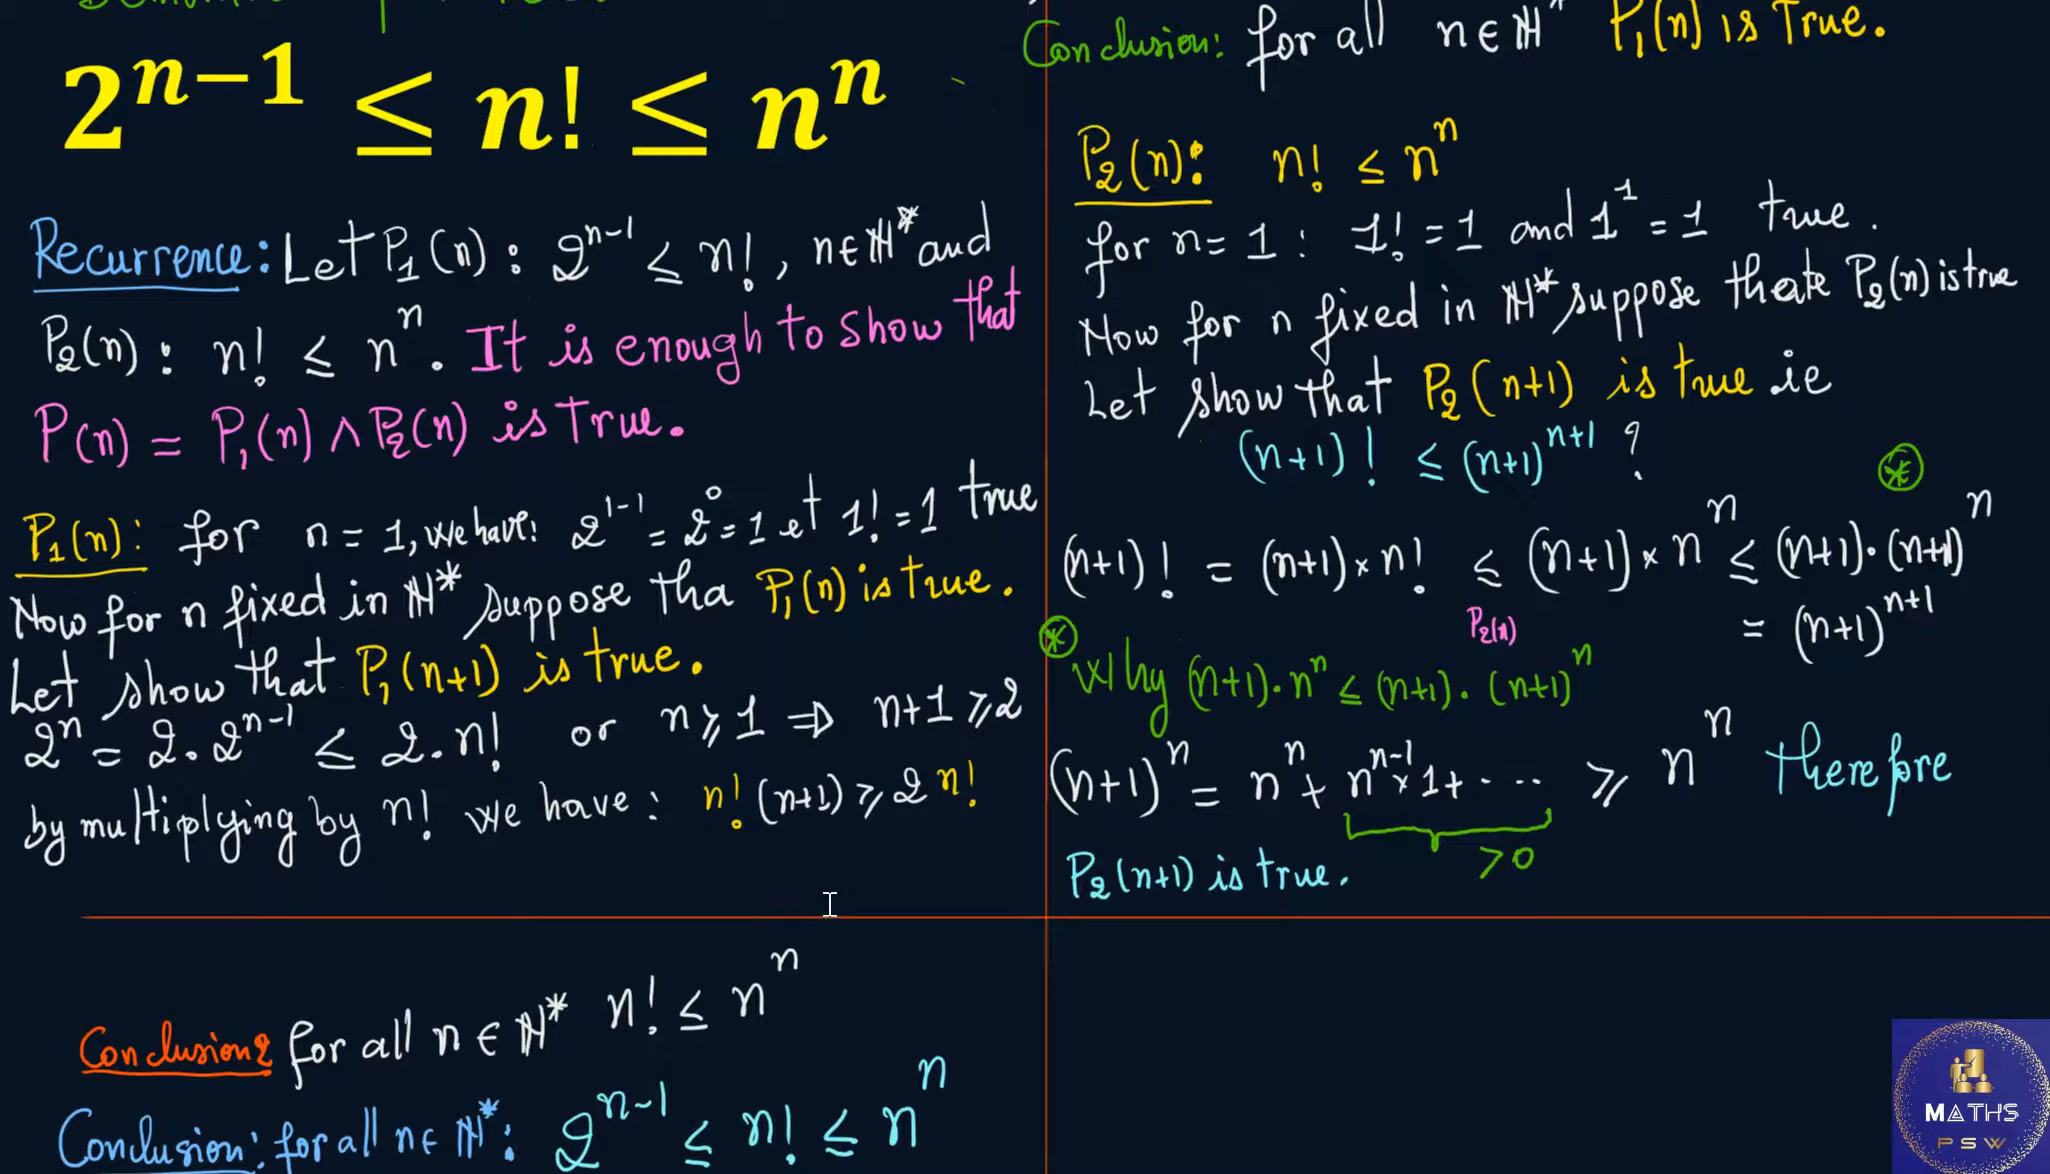 2^{n-1} ≤ n! ≤ n^n
Recurrence: Let P₁(n) : 2^{n-1} ≤ n!, n∈ℕ* and
P₂(n) : n! ≤ n^n. It is enough to show that
P(n) = P₁(n) ∧ P₂(n) is True.
P₁(n): for n = 1, we have: 2^{1-1} = 2^0 = 1 et 1! = 1 true
Now for n fixed in ℕ* suppose tha P₁(n) is true.
Let show that P₁(n+1) is true.
2^n = 2·2^{n-1} ≤ 2·n! or n ≥ 1 ⇒ n+1 ≥ 2
by multiplying by n! we have: n!(n+1) ≥ 2 n!
Conclusion: for all n∈ℕ* P₁(n) is True.
P₂(n): n! ≤ n^n
for n = 1 : 1! = 1 and 1^1 = 1 true.
Now for n fixed in ℕ* suppose thate P₂(n) is true
Let show that P₂(n+1) is true ie
(n+1)! ≤ (n+1)^{n+1} ?
(n+1)! = (n+1)×n! ≤ (n+1)×n^n ≤ (n+1)·(n+1)^n *
P₂(n) = (n+1)^{n+1}
* Why (n+1)·n^n ≤ (n+1)·(n+1)^n
(n+1)^n = n^n + n^{n-1}×1 + ···· ≥ n^n therefore
>0
P₂(n+1) is true.
Conclusion2 for all n∈ℕ* n! ≤ n^n
Conclusion: for all n∈ℕ*: 2^{n-1} ≤ n! ≤ n^n
MATHS
PSW